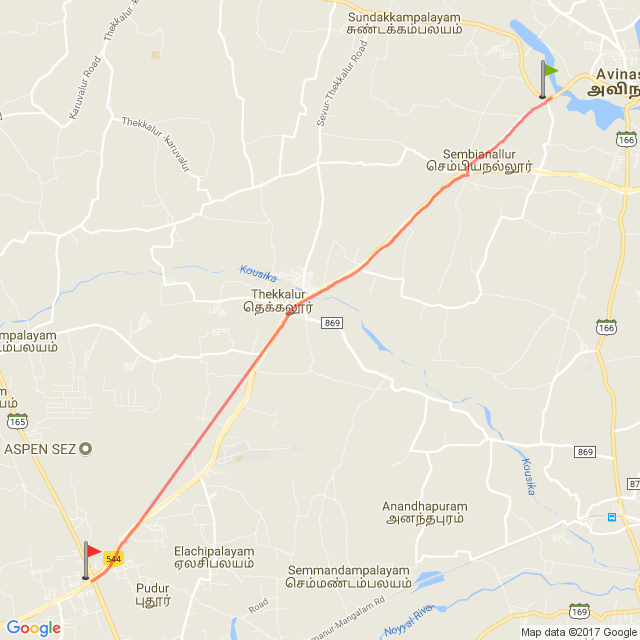 Sundakkampalayam
சுண்டக்கம்பலயம்
Karuvalur Road
Thekkalur
Sevur-Thekkalur Road
Avinas
அவிந
Thekkalur-Karuvalur
166
Sembianallur
செம்பியநல்லூர்
Kousika
Thekkalur
தெக்கலூர்
869
166
ampalayam
டம்பலயம்
165
ASPEN SEZ
869
Kousika
87
Anandhapuram
அனந்தபுரம்
544
Elachipalayam
ஏலசிபலயம்
Semmandampalayam
செம்மண்டம்பலயம்
Pudur
புதூர்
Road
manur-Mangalam Rd
Noyyal Rive
169
Google
Map data ©2017 Google